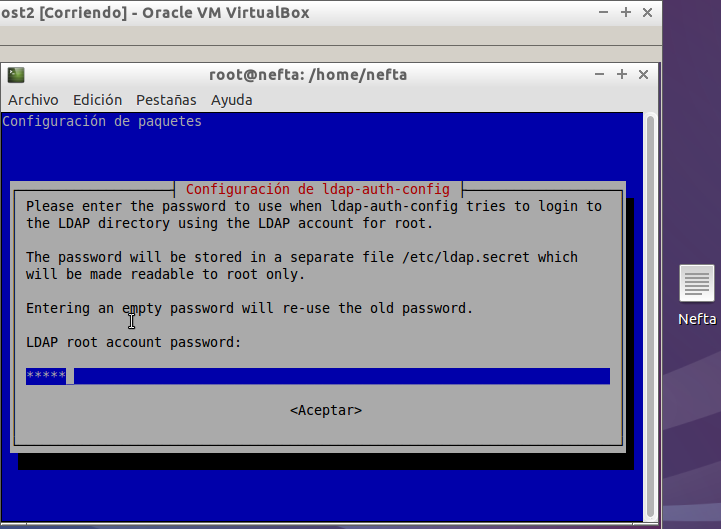 ost2 [Corriendo] - Oracle VM VirtualBox
root@nefta: /home/nefta
Archivo Edición Pestañas Ayuda
Configuración de paquetes
Configuración de ldap-auth-config
Please enter the password to use when ldap-auth-config tries to login to
the LDAP directory using the LDAP account for root.
The password will be stored in a separate file /etc/ldap.secret which
will be made readable to root only.
Entering an empty password will re-use the old password.
LDAP root account password:
*****
<Aceptar>
Nefta